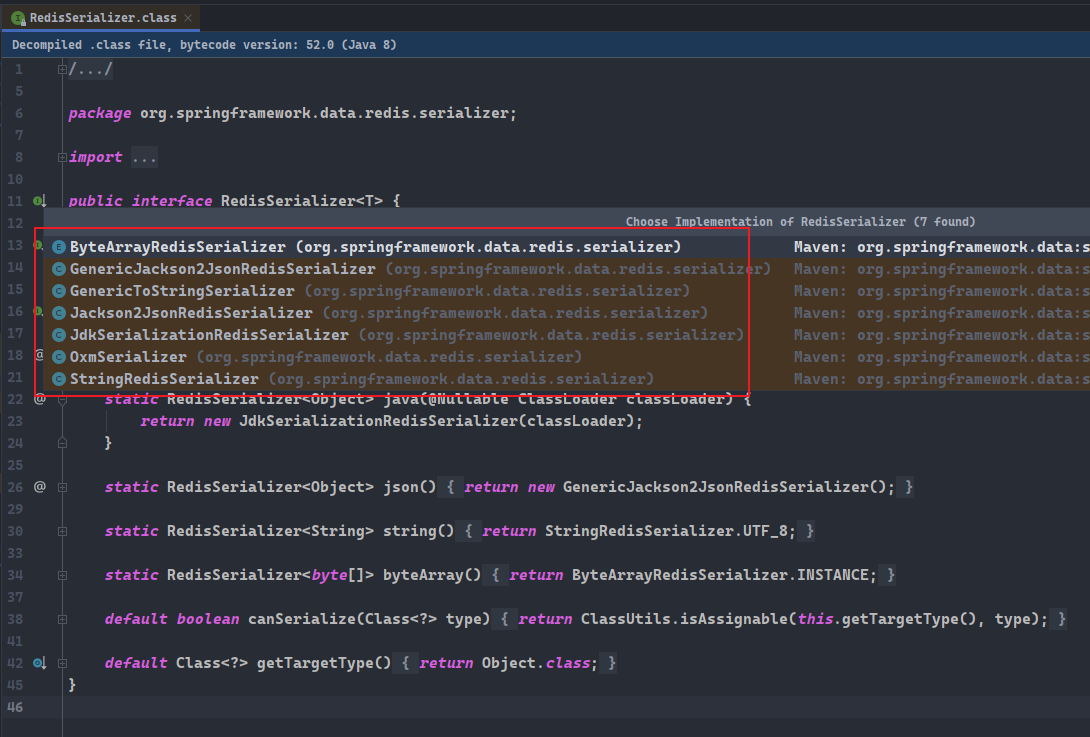 RedisSerializer.class
Decompiled .class file, bytecode version: 52.0 (Java 8)
1 /.../
5
6 package org.springframework.data.redis.serializer;
7
8 import ...
10
11 public interface RedisSerializer<T> {
12 Choose Implementation of RedisSerializer (7 found)
13 ByteArrayRedisSerializer (org.springframework.data.redis.serializer) Maven: org.springframework.data:s
14 GenericJackson2JsonRedisSerializer (org.springframework.data.redis.serializer) Maven: org.springframework.data:s
15 GenericToStringSerializer (org.springframework.data.redis.serializer) Maven: org.springframework.data:s
16 Jackson2JsonRedisSerializer (org.springframework.data.redis.serializer) Maven: org.springframework.data:s
17 JdkSerializationRedisSerializer (org.springframework.data.redis.serializer) Maven: org.springframework.data:s
18 @ OxmSerializer (org.springframework.data.redis.serializer) Maven: org.springframework.data:s
21 StringRedisSerializer (org.springframework.data.redis.serializer) Maven: org.springframework.data:s
22 @ static RedisSerializer<Object> java(@Nullable ClassLoader classLoader) {
23 return new JdkSerializationRedisSerializer(classLoader);
24 }
25
26 @ static RedisSerializer<Object> json() { return new GenericJackson2JsonRedisSerializer(); }
29
30 static RedisSerializer<String> string() { return StringRedisSerializer.UTF_8; }
33
34 static RedisSerializer<byte[]> byteArray() { return ByteArrayRedisSerializer.INSTANCE; }
37
38 default boolean canSerialize(Class<?> type) { return ClassUtils.isAssignable(this.getTargetType(), type); }
41
42 default Class<?> getTargetType() { return Object.class; }
45 }
46